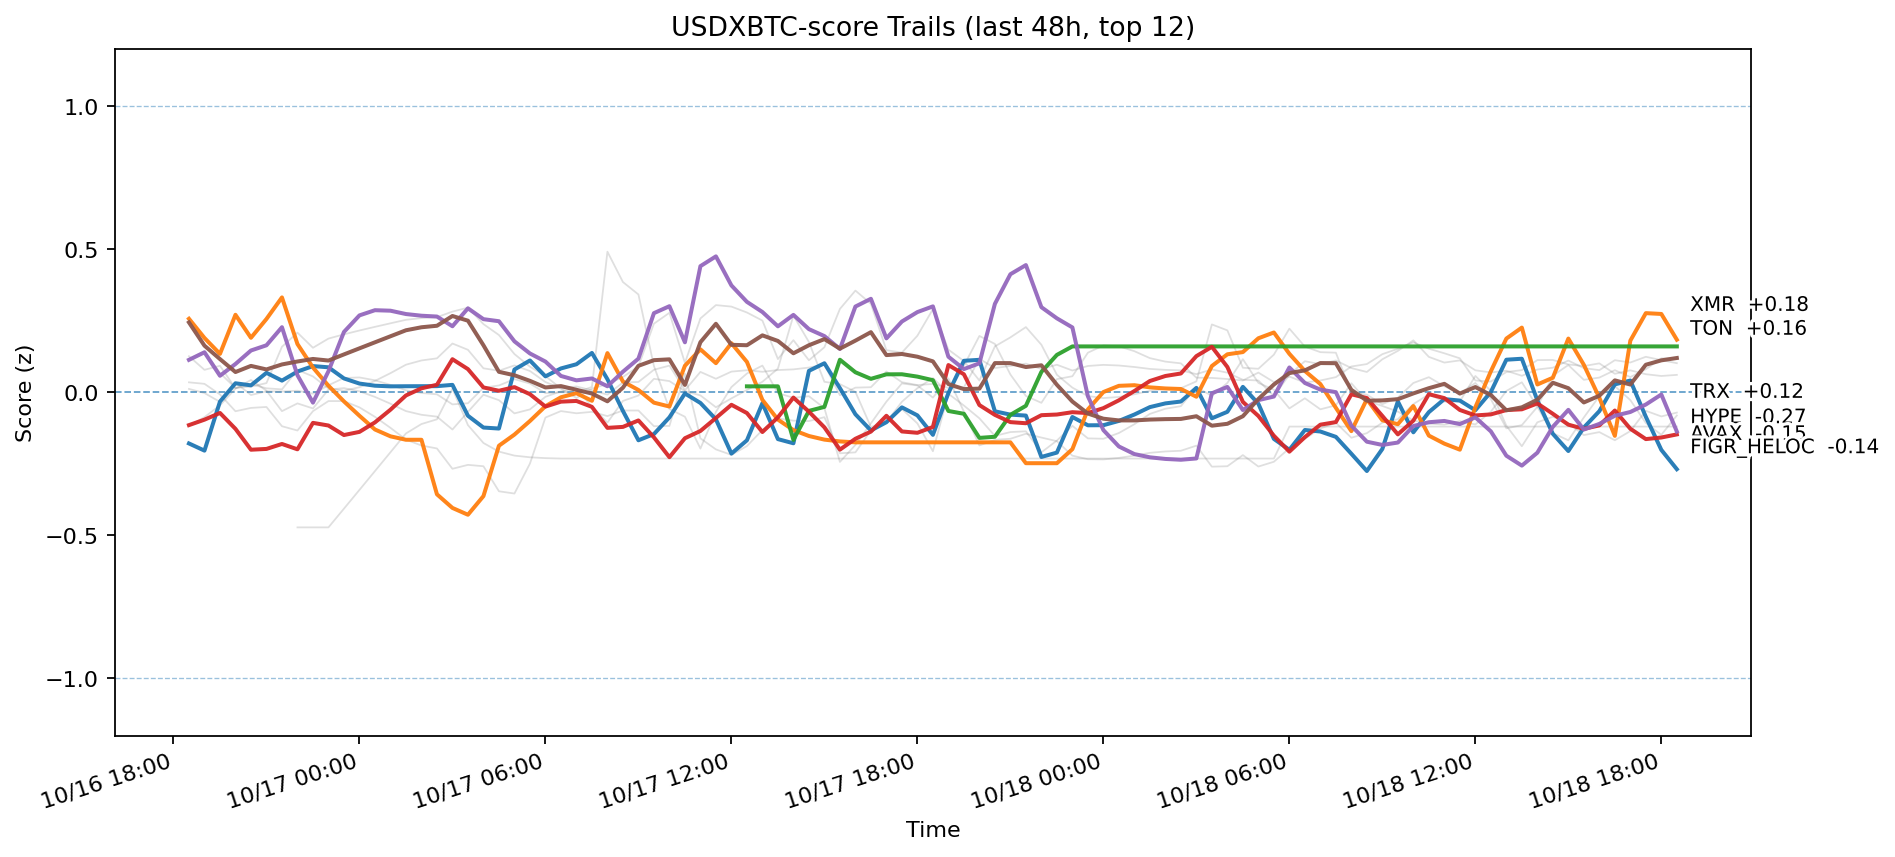 USDXBTC-score Trails (last 48h, top 12)
Score (z)
1.0
0.5
0.0
−0.5
−1.0
XMR +0.18
TON +0.16
TRX +0.12
HYPE -0.27
AVAX -0.15
FIGR_HELOC -0.14
10/16 18:00
10/17 00:00
10/17 06:00
10/17 12:00
10/17 18:00
10/18 00:00
10/18 06:00
10/18 12:00
10/18 18:00
Time